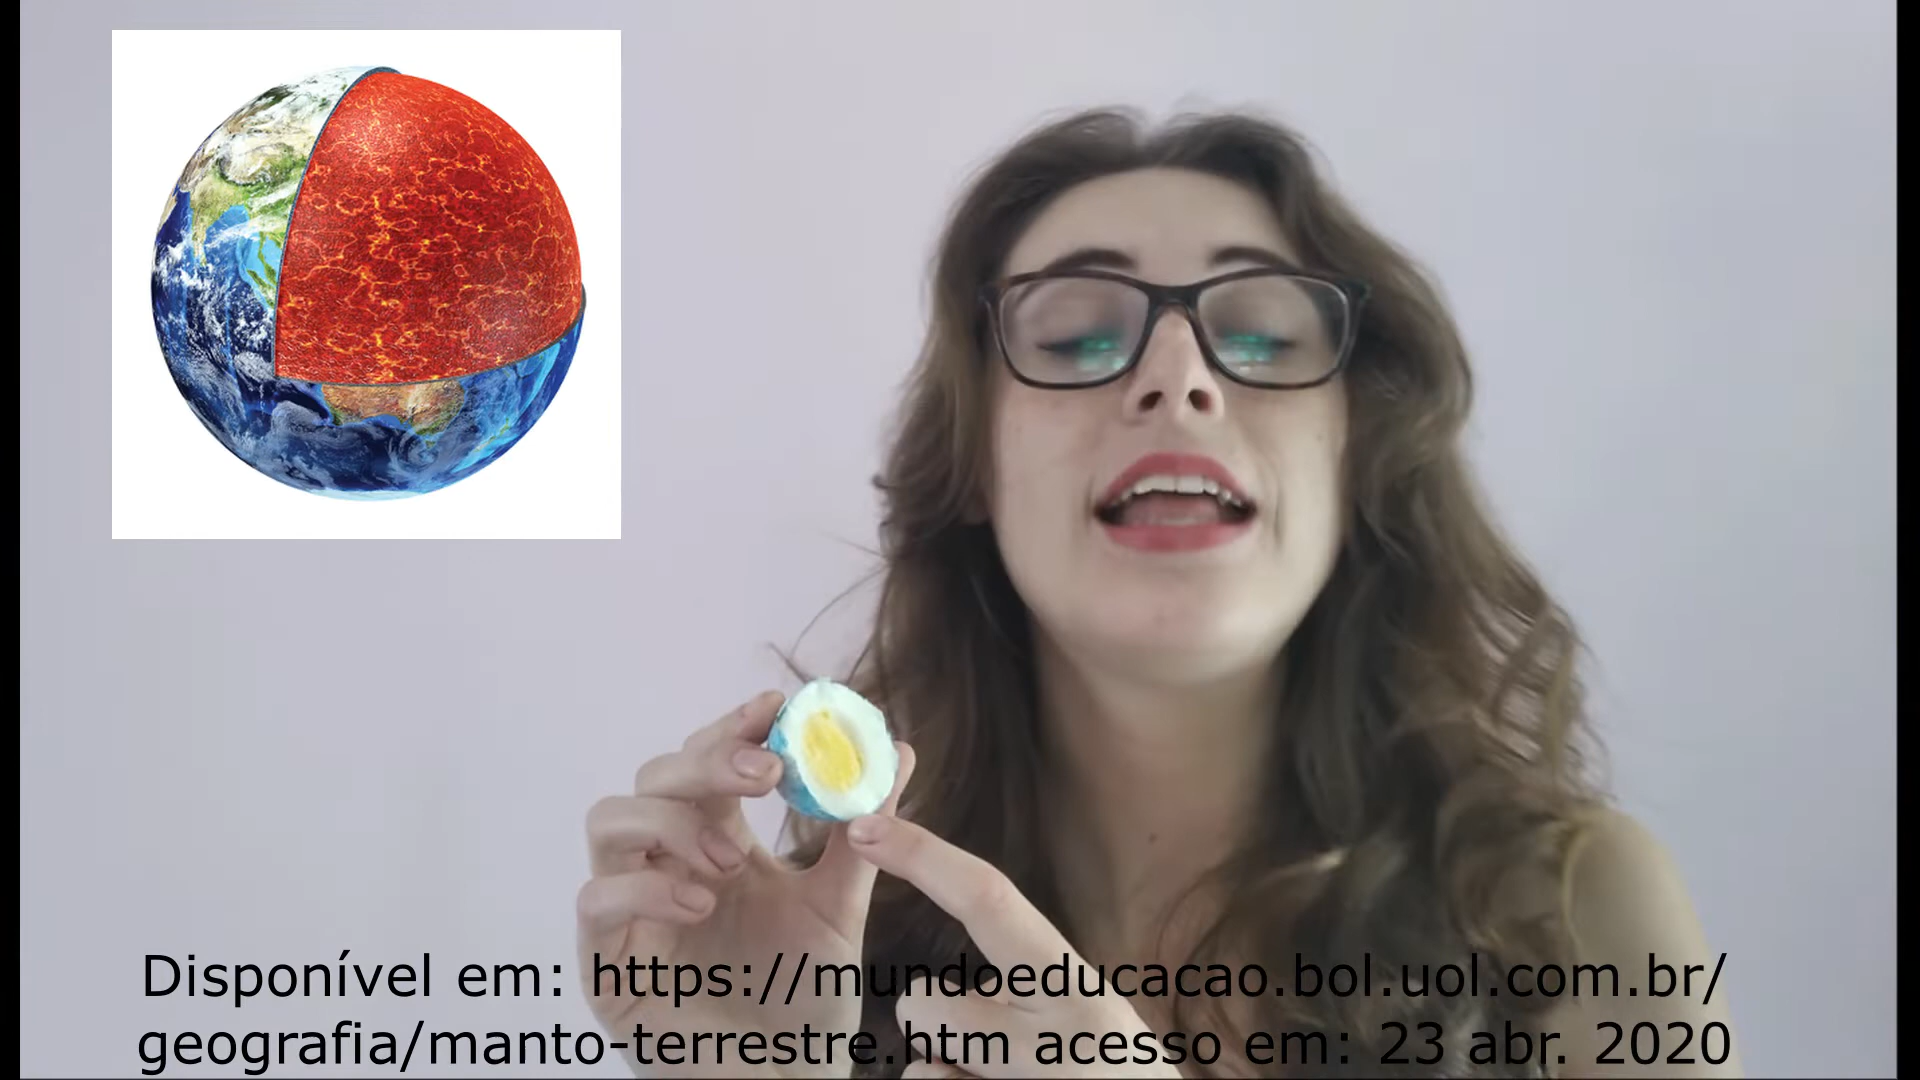 Disponível em: https://mundoeducacao.bol.uol.com.br/
geografia/manto-terrestre.htm acesso em: 23 abr. 2020